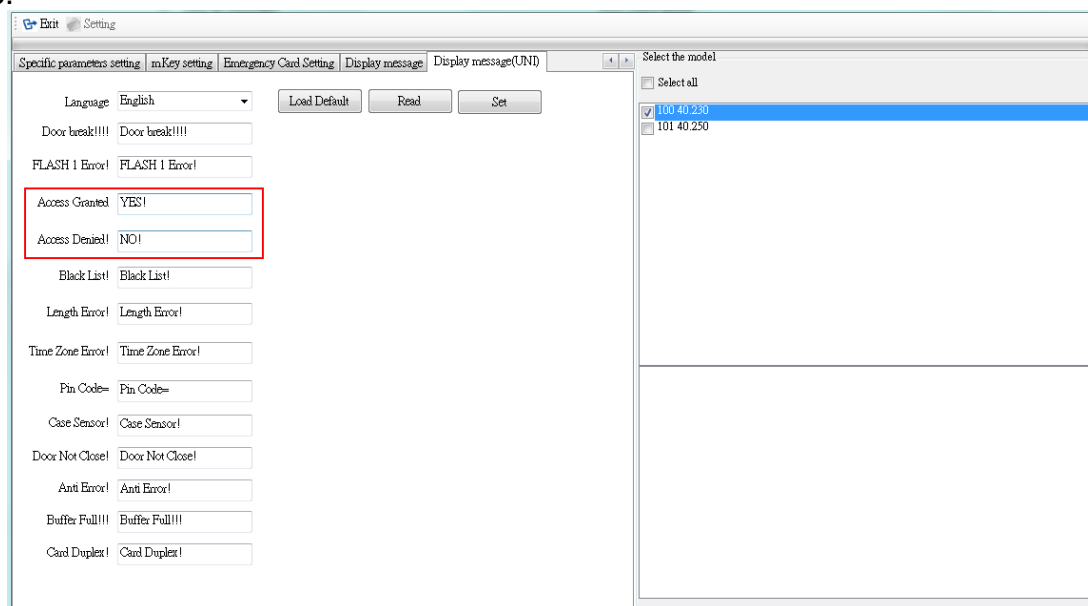 Exit Setting
Specific parameters setting mKey setting Emergency Card Setting Display message Display message(UNI)
Select the model
Select all
100 40.230
101 40.250
Language English Load Default Read Set
Door break!!!! Door break!!!!
FLASH 1 Error! FLASH 1 Error!
Access Granted YES!
Access Denied! NO!
Black List! Black List!
Length Error! Length Error!
Time Zone Error! Time Zone Error!
Pin Code= Pin Code=
Case Sensor! Case Sensor!
Door Not Close! Door Not Close!
Anti Error! Anti Error!
Buffer Full!!! Buffer Full!!!
Card Duplex! Card Duplex!